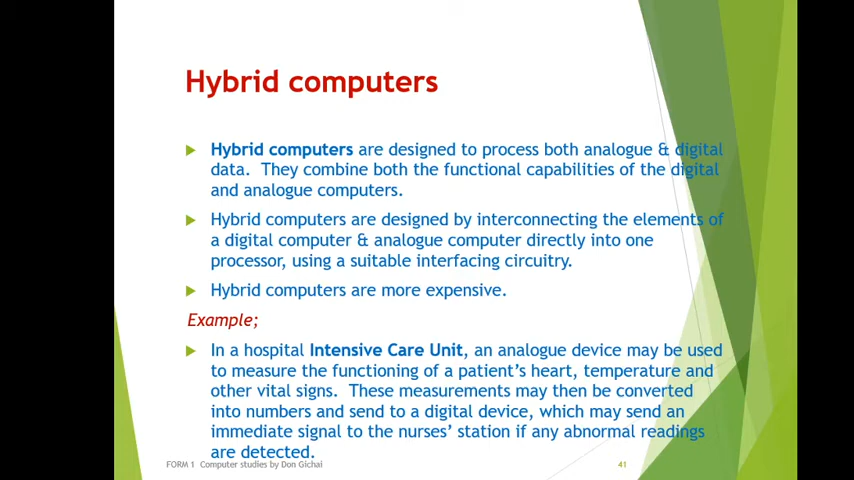 Hybrid computers
Hybrid computers are designed to process both analogue & digital
data.  They combine both the functional capabilities of the digital
and analogue computers.
Hybrid computers are designed by interconnecting the elements of
a digital computer & analogue computer directly into one
processor, using a suitable interfacing circuitry.
Hybrid computers are more expensive.
Example;
In a hospital Intensive Care Unit, an analogue device may be used
to measure the functioning of a patient's heart, temperature and
other vital signs.  These measurements may then be converted
into numbers and send to a digital device, which may send an
immediate signal to the nurses' station if any abnormal readings
are detected.
FORM 1  Computer studies by Don Gichai
41